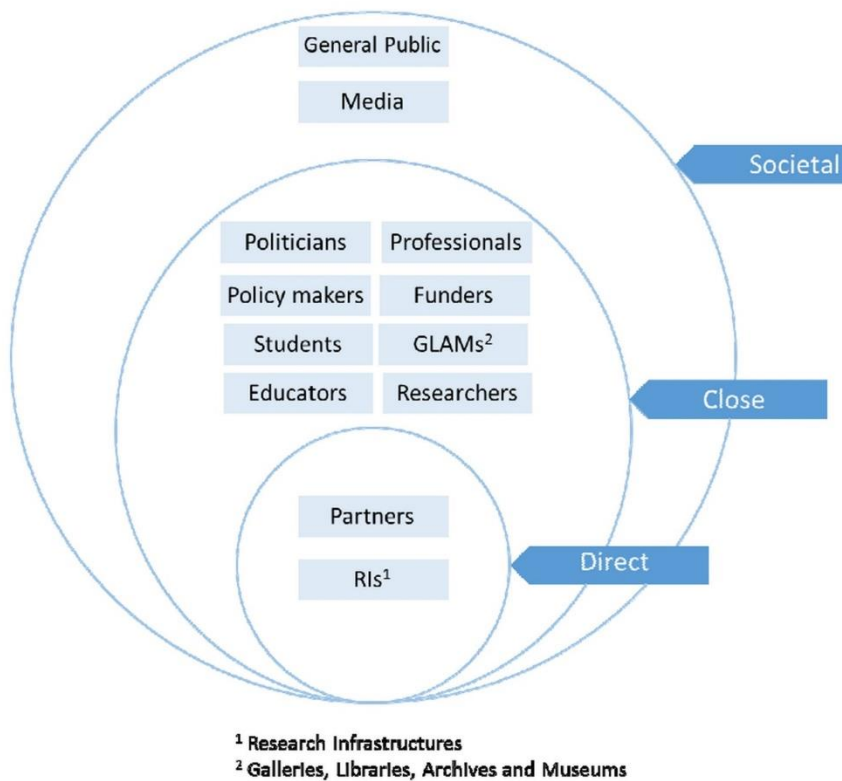 General Public
Media
Societal
Politicians Professionals
Policy makers Funders
Students GLAMs²
Educators Researchers
Close
Partners
Direct
RIs¹
¹ Research Infrastructures
² Galleries, Libraries, Archives and Museums